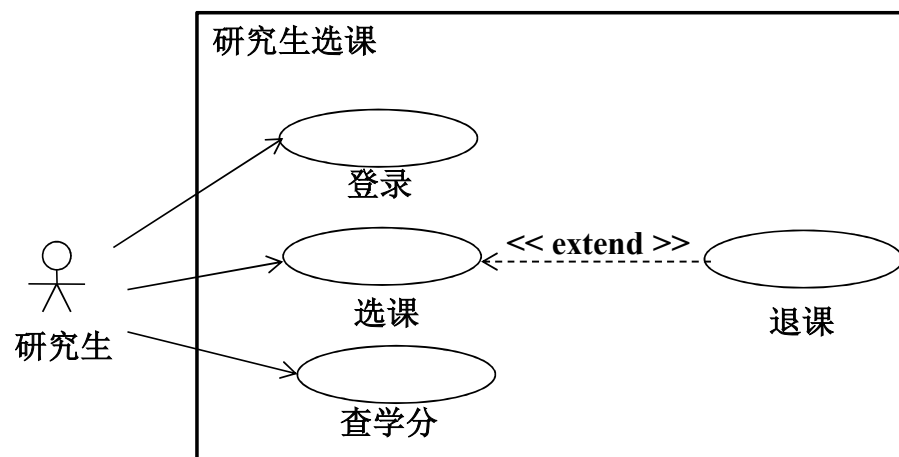 研究生选课
登录
<< extend >>
选课
退课
研究生
查学分